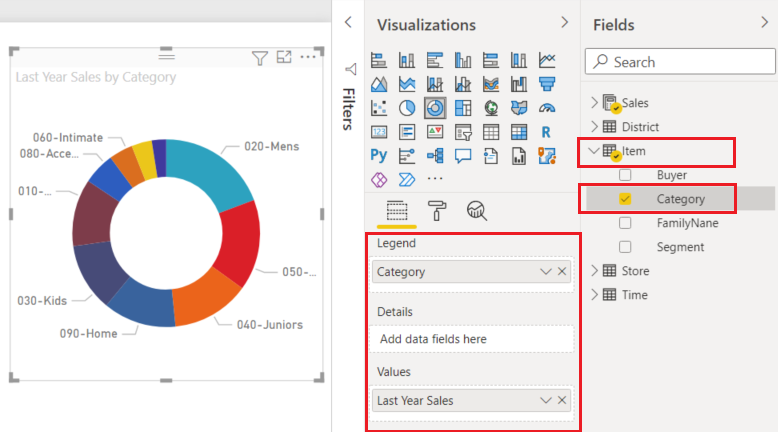 Last Year Sales by Category
060-Intimate
020-Mens
080-Acce...
010-...
050-...
030-Kids
040-Juniors
090-Home
Filters
Visualizations
123
R
Py
Legend
Category
Details
Add data fields here
Values
Last Year Sales
Fields
Search
Sales
District
Item
Buyer
Category
FamilyNane
Segment
Store
Time